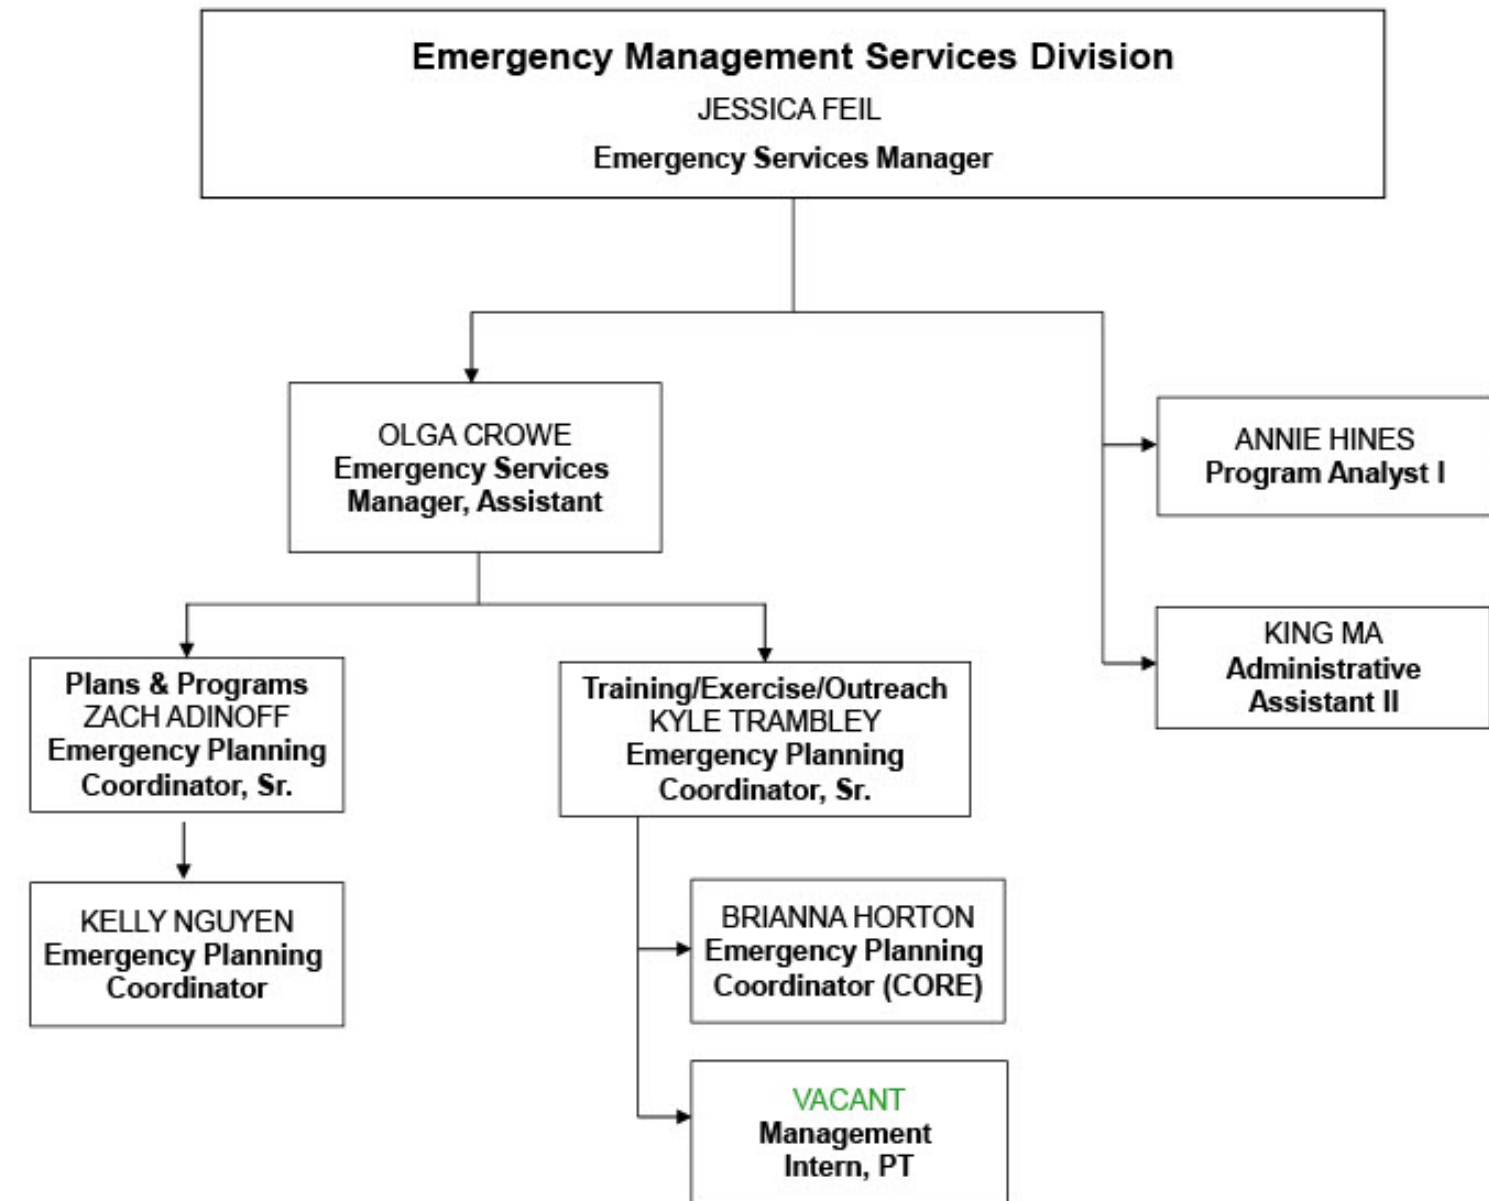 Emergency Management Services Division
JESSICA FEIL
Emergency Services Manager
OLGA CROWE
Emergency Services
Manager, Assistant
ANNIE HINES
Program Analyst I
KING MA
Administrative
Assistant II
Plans & Programs
ZACH ADINOFF
Emergency Planning
Coordinator, Sr.
Training/Exercise/Outreach
KYLE TRAMBLEY
Emergency Planning
Coordinator, Sr.
KELLY NGUYEN
Emergency Planning
Coordinator
BRIANNA HORTON
Emergency Planning
Coordinator (CORE)
VACANT
Management
Intern, PT